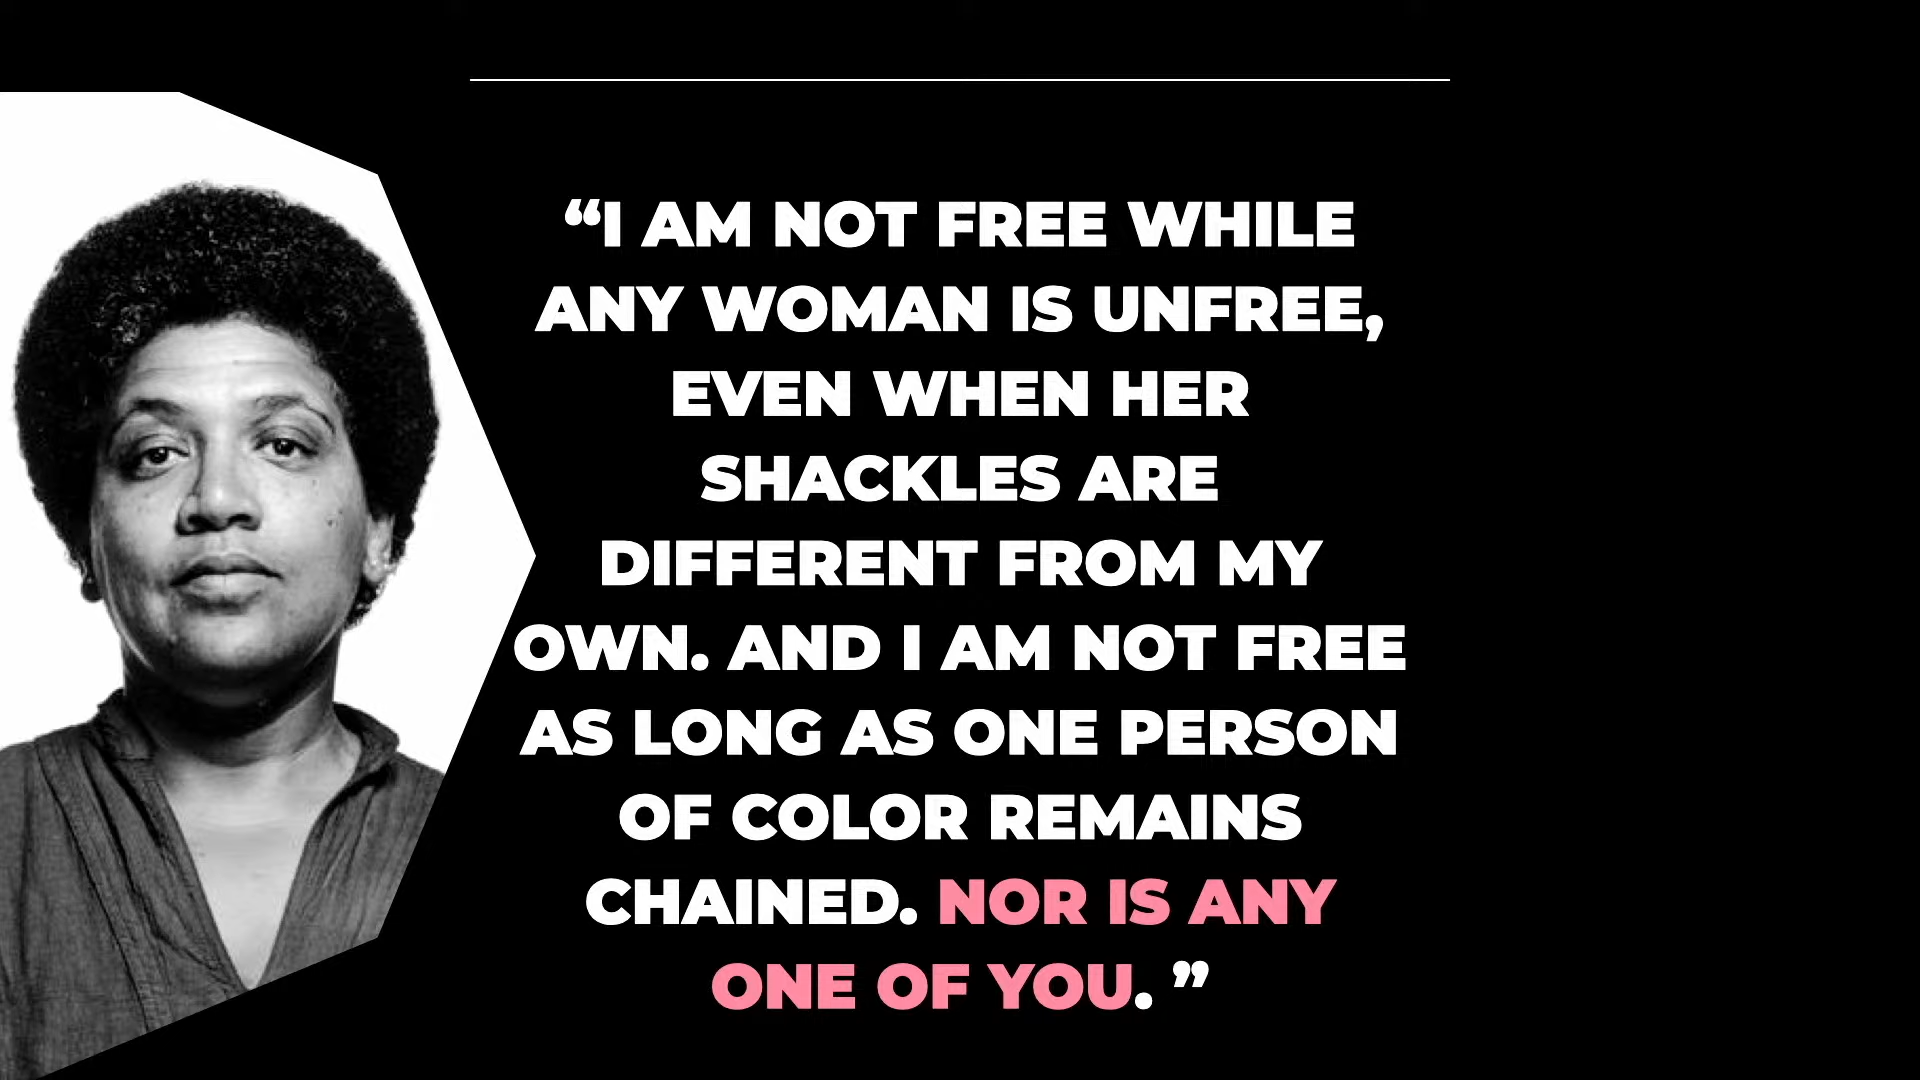 “I AM NOT FREE WHILE
ANY WOMAN IS UNFREE,
EVEN WHEN HER
SHACKLES ARE
DIFFERENT FROM MY
OWN. AND I AM NOT FREE
AS LONG AS ONE PERSON
OF COLOR REMAINS
CHAINED. NOR IS ANY
ONE OF YOU. ”